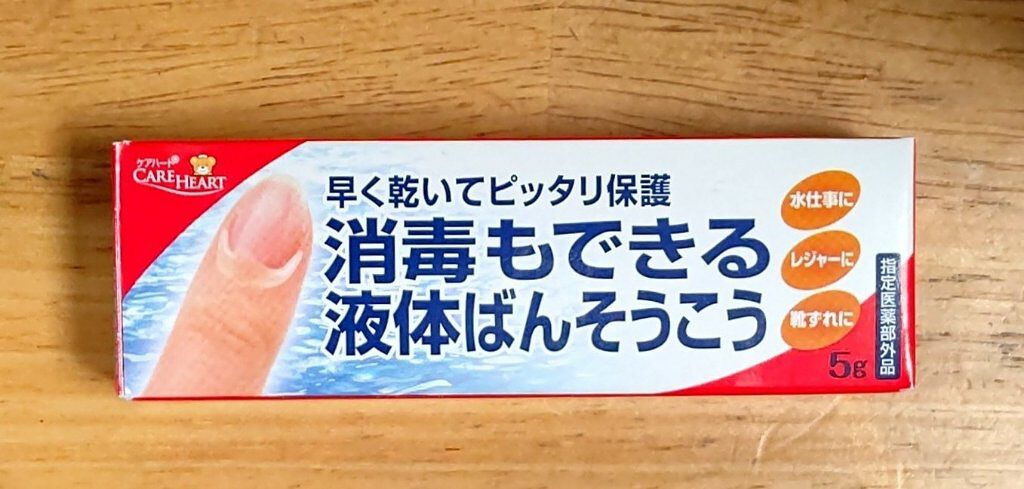 ケアハート®
CAREHEART
早く乾いてピッタリ保護
消毒もできる
液体ばんそうこう
水仕事に
レジャーに
靴ずれに
指定医薬部外品
5g